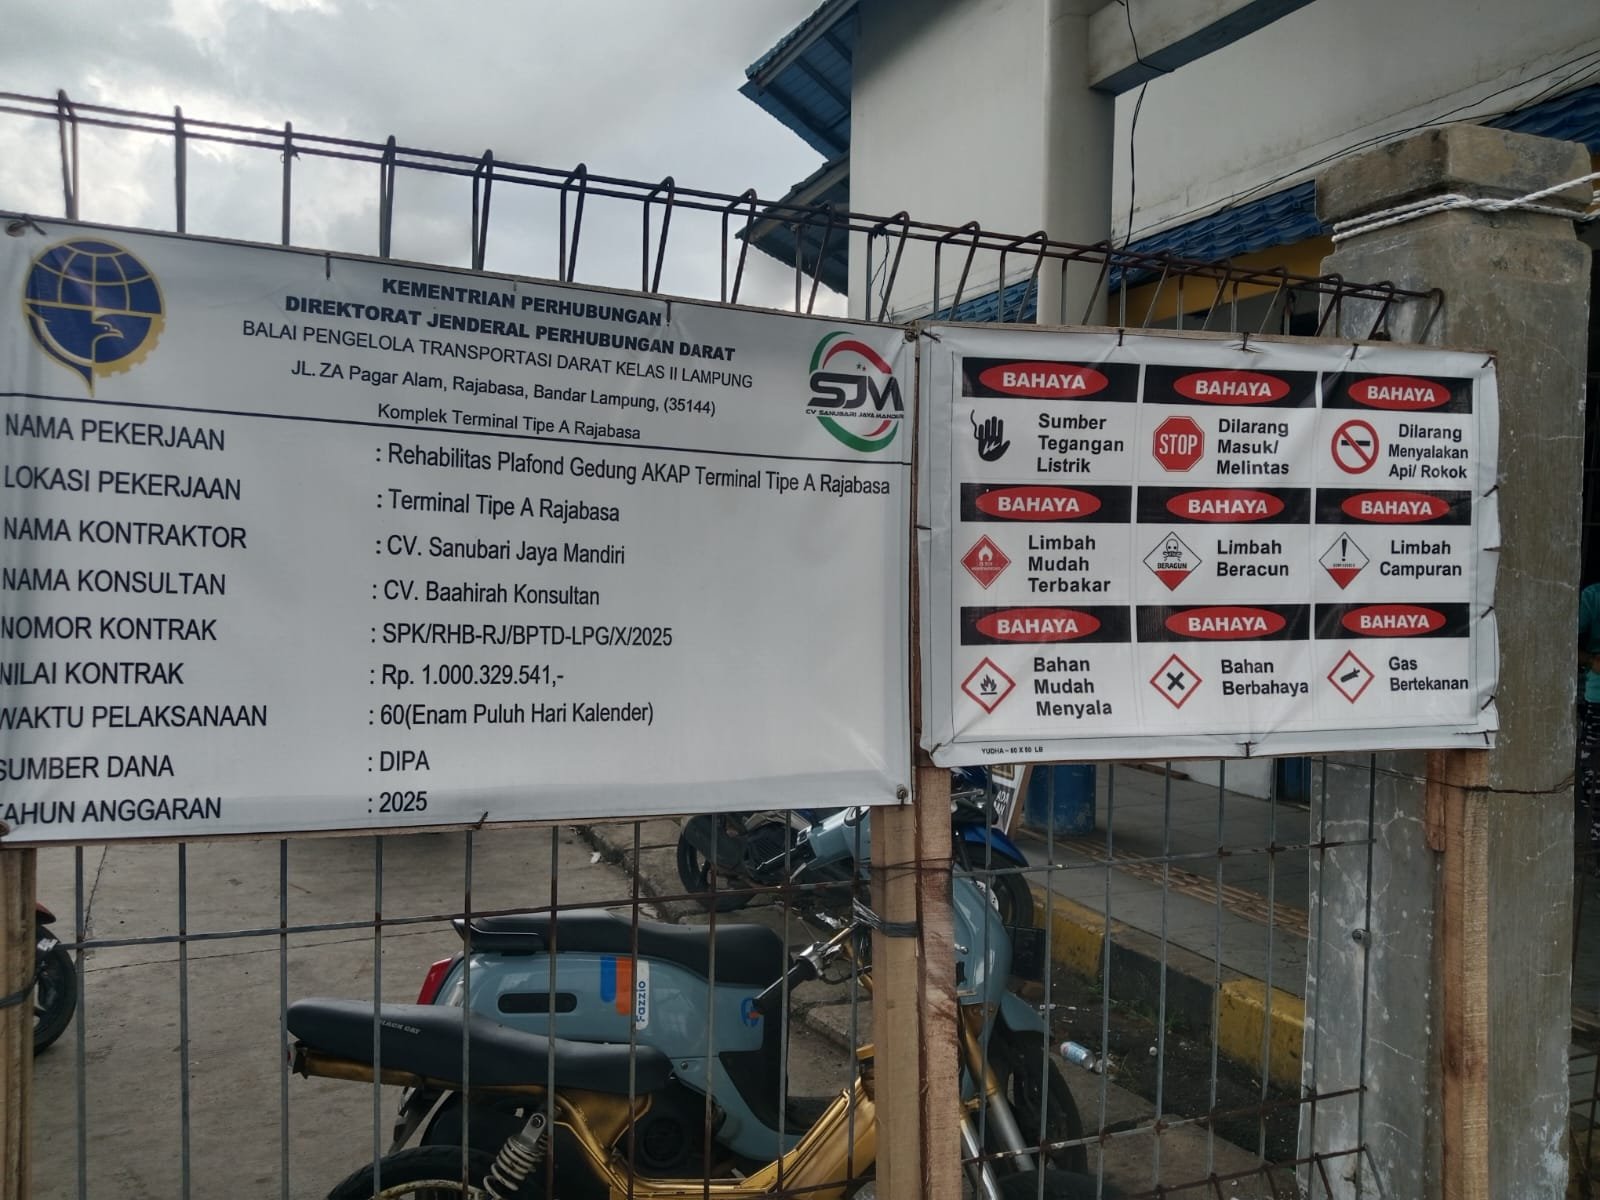 KEMENTRIAN PERHUBUNGAN
DIREKTORAT JENDERAL PERHUBUNGAN DARAT
BALAI PENGELOLA TRANSPORTASI DARAT KELAS II LAMPUNG
JL. ZA Pagar Alam, Rajabasa, Bandar Lampung, (35144)
Komplek Terminal Tipe A Rajabasa
SJM
CV SANUBARI JAYA MANDIRI
NAMA PEKERJAAN : Rehabilitas Plafond Gedung AKAP Terminal Tipe A Rajabasa
LOKASI PEKERJAAN : Terminal Tipe A Rajabasa
NAMA KONTRAKTOR : CV. Sanubari Jaya Mandiri
NAMA KONSULTAN : CV. Baahirah Konsultan
NOMOR KONTRAK : SPK/RHB-RJ/BPTD-LPG/X/2025
NILAI KONTRAK : Rp. 1.000.329.541,-
WAKTU PELAKSANAAN : 60(Enam Puluh Hari Kalender)
SUMBER DANA : DIPA
TAHUN ANGGARAN : 2025
BAHAYA
Sumber
Tegangan
Listrik
BAHAYA
STOP
Dilarang
Masuk/
Melintas
BAHAYA
Dilarang
Menyalakan
Api/ Rokok
BAHAYA
Limbah
Mudah
Terbakar
BAHAYA
BERACUN
Limbah
Beracun
BAHAYA
Limbah
Campuran
BAHAYA
Bahan
Mudah
Menyala
BAHAYA
Bahan
Berbahaya
BAHAYA
Gas
Bertekanan
YUDHA - 60 X 60 LB
Fazzio
BLACK CAT